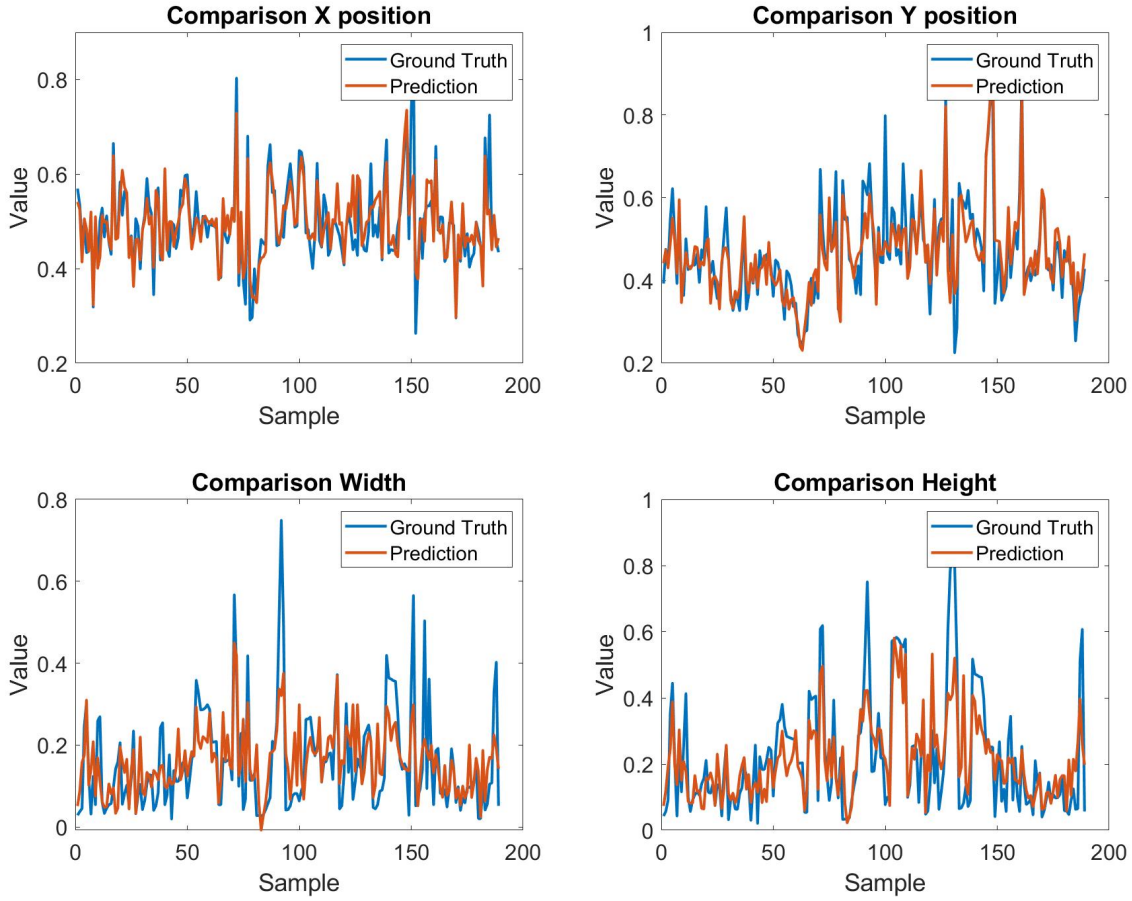 Comparison X position
Value
0.8
0.6
0.4
0.2
0
50
100
150
200
Sample
Ground Truth
Prediction
Comparison Y position
Value
1
0.8
0.6
0.4
0.2
0
50
100
150
200
Sample
Ground Truth
Prediction
Comparison Width
Value
0.8
0.6
0.4
0.2
0
0
50
100
150
200
Sample
Ground Truth
Prediction
Comparison Height
Value
1
0.8
0.6
0.4
0.2
0
0
50
100
150
200
Sample
Ground Truth
Prediction